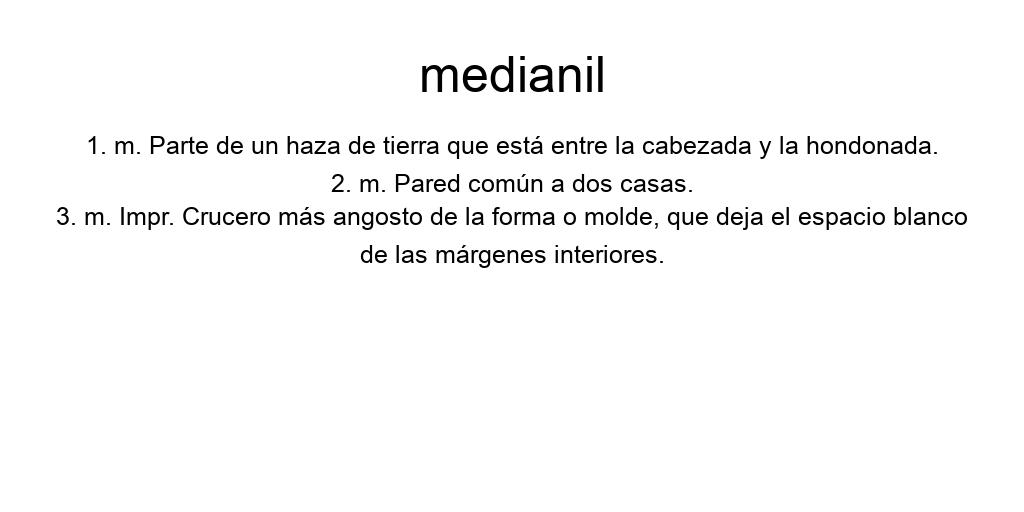 medianil
1. m. Parte de un haza de tierra que está entre la cabezada y la hondonada.
2. m. Pared común a dos casas.
3. m. Impr. Crucero más angosto de la forma o molde, que deja el espacio blanco
de las márgenes interiores.